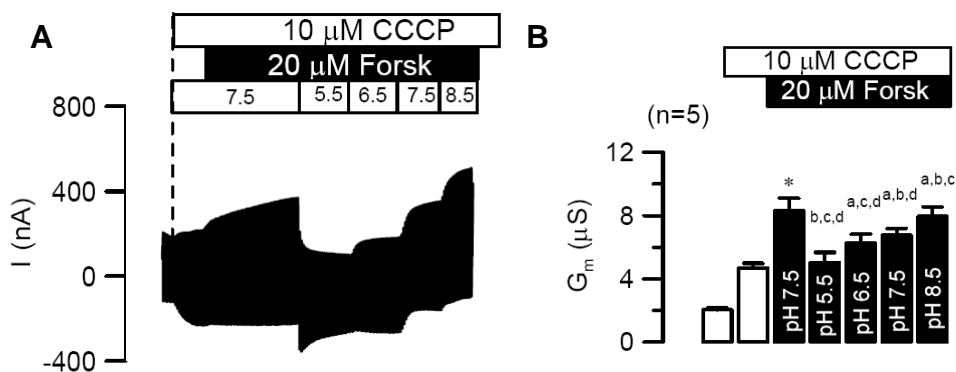 A
10 μM CCCP
20 μM Forsk
7.5 5.5 6.5 7.5 8.5
800
400
0
-400
I (nA)
B
10 μM CCCP
20 μM Forsk
(n=5)
12
8
4
0
Gm (μS)
*
b,c,d
a,c,d
a,b,d
a,b,c
pH 7.5
pH 5.5
pH 6.5
pH 7.5
pH 8.5